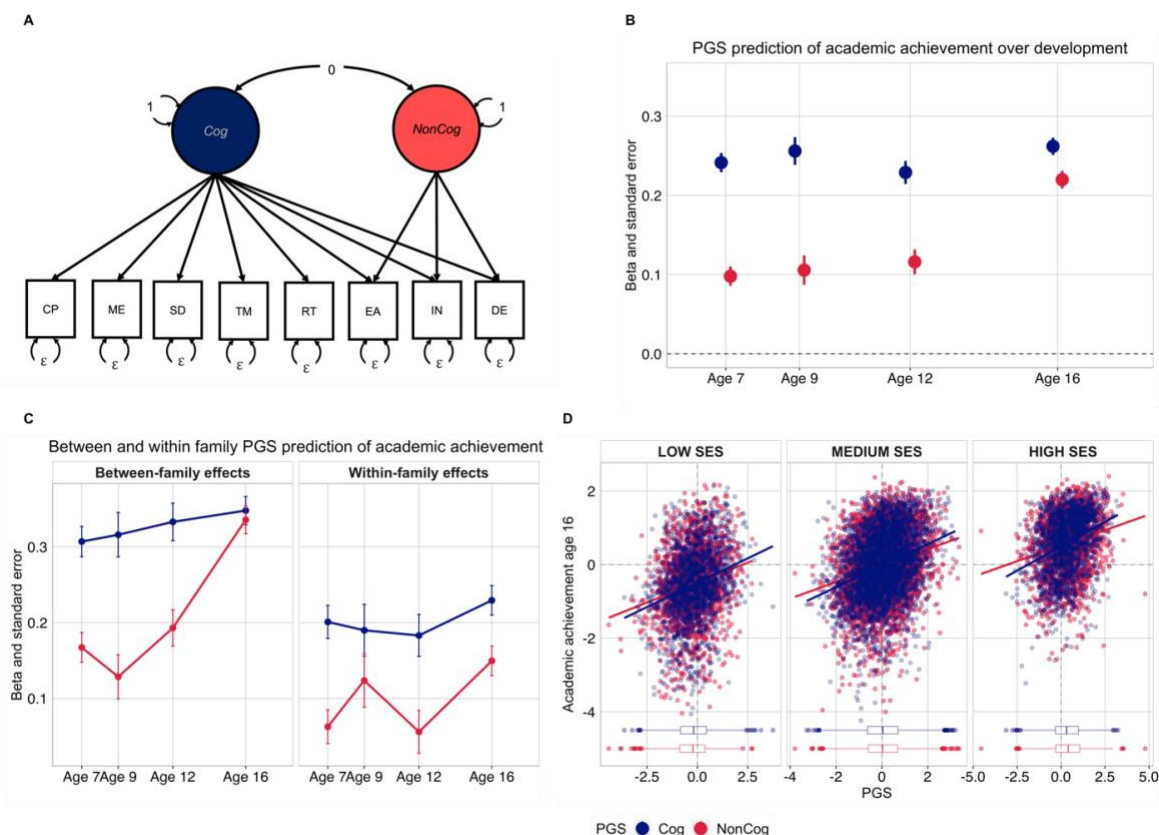 A
0
1
Cog
NonCog
1
CP
ME
SD
TM
RT
EA
IN
DE
ε
ε
ε
ε
ε
ε
ε
ε
B
PGS prediction of academic achievement over development
Beta and standard error
0.3
0.2
0.1
0.0
Age 7
Age 9
Age 12
Age 16
C
Between and within family PGS prediction of academic achievement
Between-family effects
Within-family effects
Beta and standard error
0.3
0.2
0.1
Age 7
Age 9
Age 12
Age 16
Age 7
Age 9
Age 12
Age 16
D
LOW SES
MEDIUM SES
HIGH SES
Academic achievement age 16
2
0
-2
-4
-2.5
0.0
2.5
-4
-2
0
2
-2.5
0.0
2.5
5.0
PGS
PGS Cog NonCog